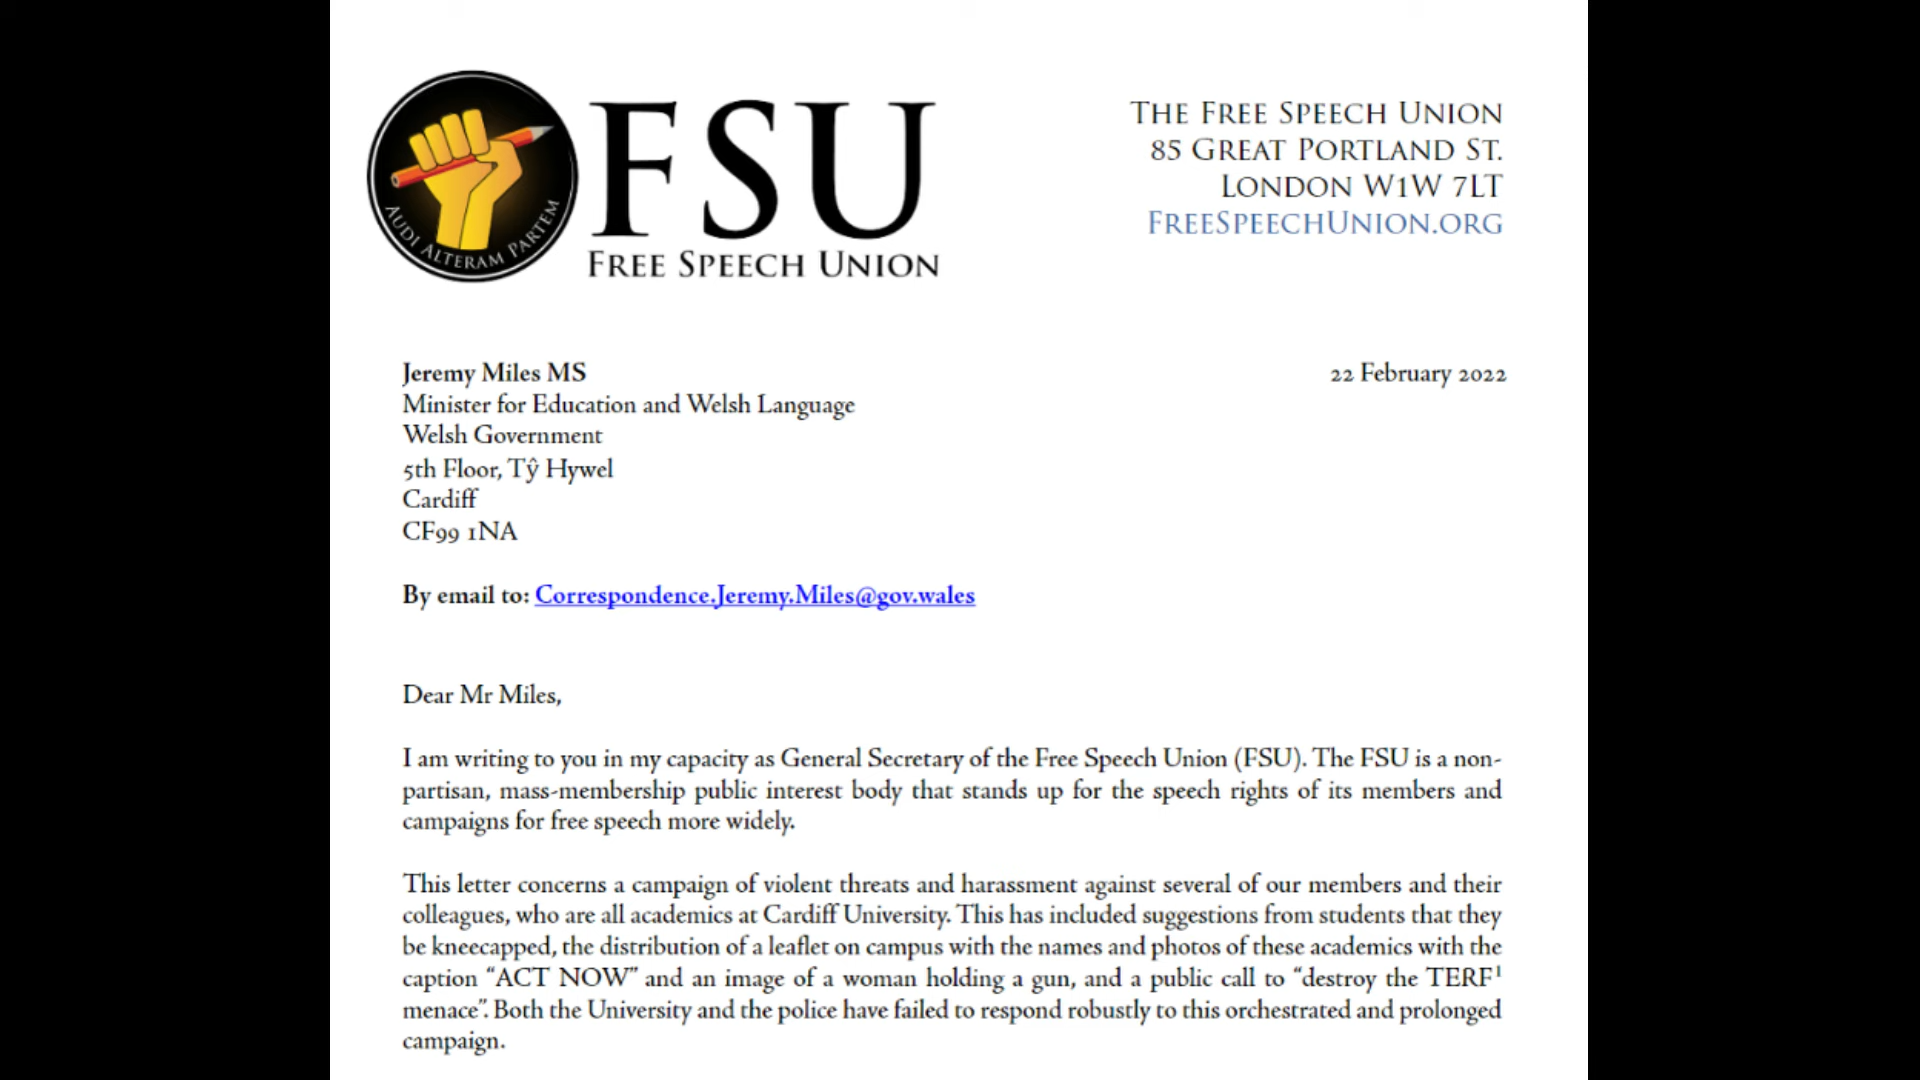 AUDI ALTERAM PARTEM
FSU
FREE SPEECH UNION
THE FREE SPEECH UNION
85 GREAT PORTLAND ST.
LONDON W1W 7LT
FREESPEECHUNION.ORG
Jeremy Miles MS
22 February 2022
Minister for Education and Welsh Language
Welsh Government
5th Floor, Tŷ Hywel
Cardiff
CF99 1NA
By email to: Correspondence.Jeremy.Miles@gov.wales
Dear Mr Miles,
I am writing to you in my capacity as General Secretary of the Free Speech Union (FSU). The FSU is a non-
partisan, mass-membership public interest body that stands up for the speech rights of its members and
campaigns for free speech more widely.
This letter concerns a campaign of violent threats and harassment against several of our members and their
colleagues, who are all academics at Cardiff University. This has included suggestions from students that they
be kneecapped, the distribution of a leaflet on campus with the names and photos of these academics with the
caption “ACT NOW” and an image of a woman holding a gun, and a public call to “destroy the TERF¹
menace”. Both the University and the police have failed to respond robustly to this orchestrated and prolonged
campaign.